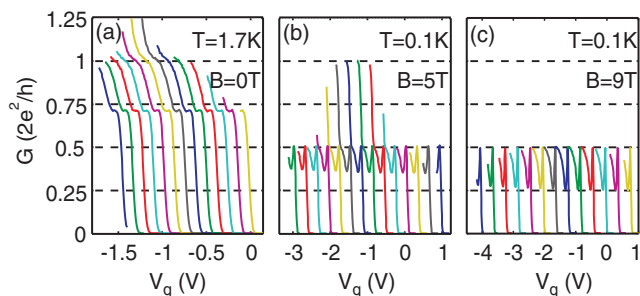 1.25
1
0.75
0.5
0.25
0
G (2e²/h)
(a)
T=1.7K
B=0T
-1.5 -1 -0.5 0
V_g (V)
(b)
T=0.1K
B=5T
-3 -2 -1 0 1
V_g (V)
(c)
T=0.1K
B=9T
-4 -3 -2 -1 0 1
V_g (V)